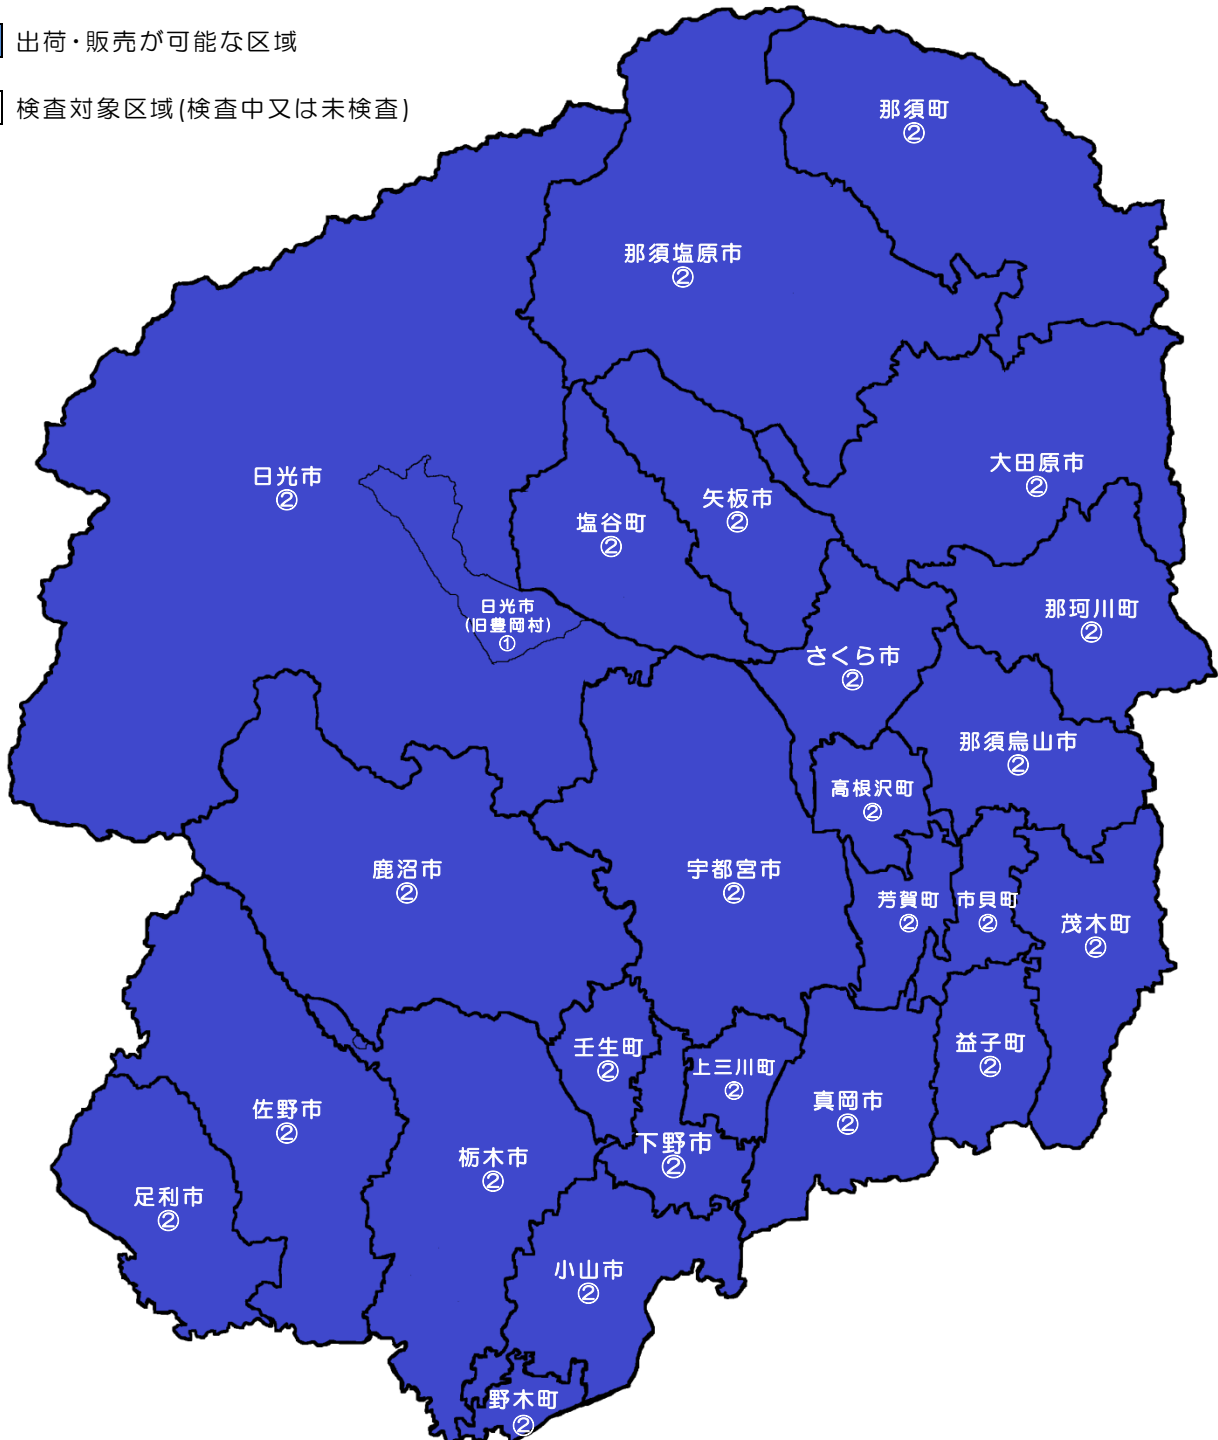 出荷・販売が可能な区域
検査対象区域(検査中又は未検査)
那須町
②
那須塩原市
②
大田原市
②
日光市
②
矢板市
②
塩谷町
②
日光市
(旧豊岡村)
①
那珂川町
②
さくら市
②
那須烏山市
②
高根沢町
②
鹿沼市
②
宇都宮市
②
芳賀町
②
市貝町
②
茂木町
②
壬生町
②
上三川町
②
益子町
②
真岡市
②
佐野市
②
下野市
②
栃木市
②
足利市
②
小山市
②
野木町
②